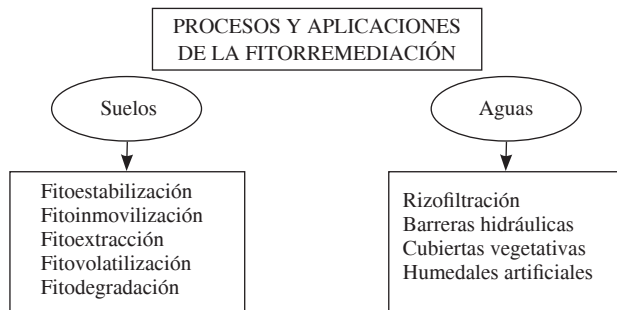 PROCESOS Y APLICACIONES
DE LA FITORREMEDIACIÓN
Suelos
Aguas
Fitoestabilización
Fitoinmovilización
Fitoextracción
Fitovolatilización
Fitodegradación
Rizofiltración
Barreras hidráulicas
Cubiertas vegetativas
Humedales artificiales